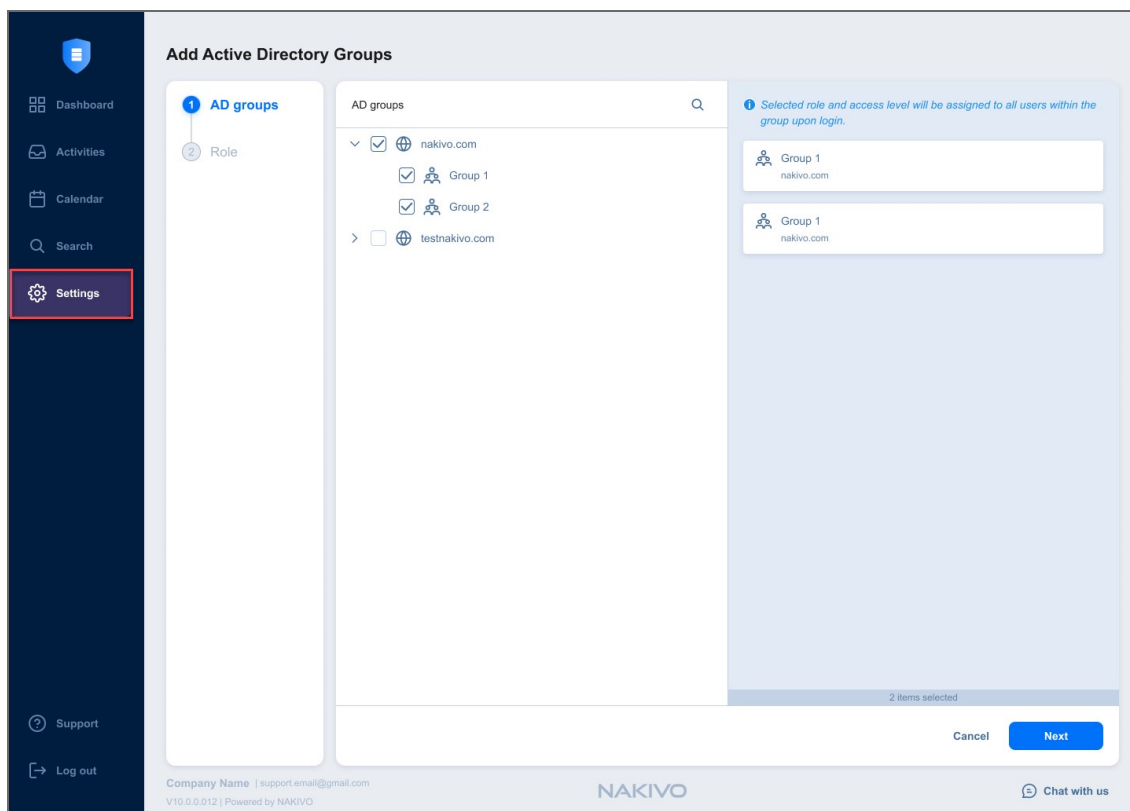 Add Active Directory Groups
Dashboard
Activities
Calendar
Search
Settings
Support
Log out
1 AD groups
2 Role
AD groups
nakivo.com
Group 1
Group 2
testnakivo.com
Selected role and access level will be assigned to all users within the
group upon login.
Group 1
nakivo.com
Group 1
nakivo.com
2 items selected
Cancel
Next
Company Name | support.email@gmail.com
V10.0.0.012 | Powered by NAKIVO
NAKIVO
Chat with us